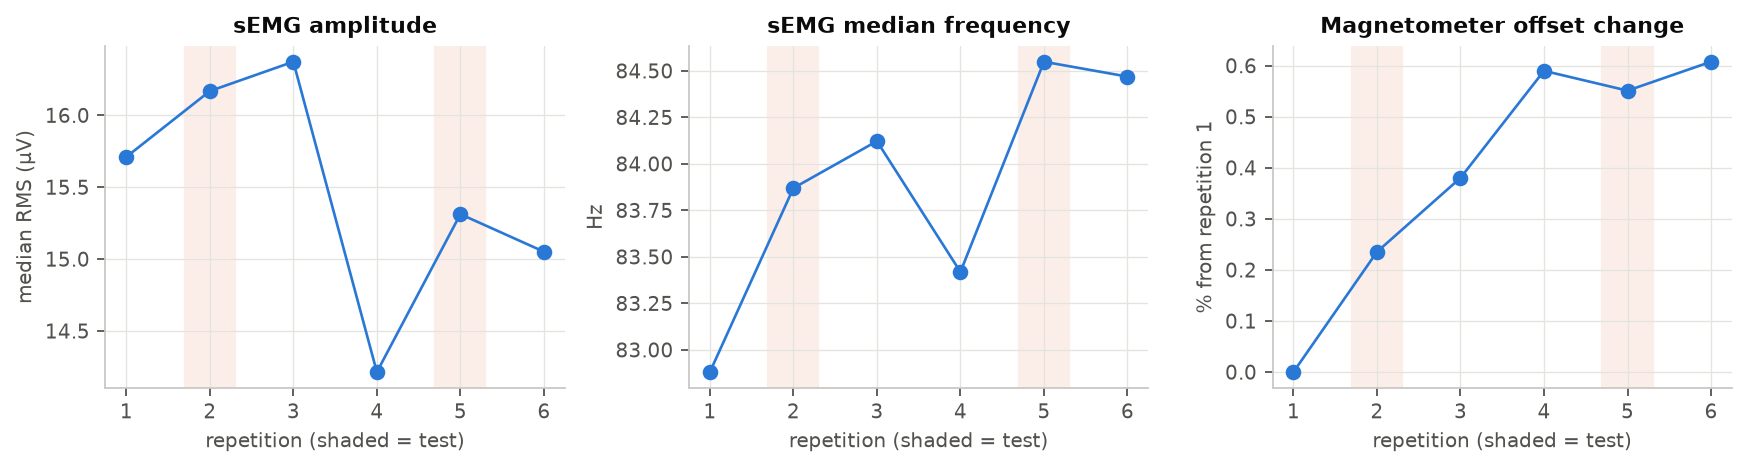 sEMG amplitude
median RMS (µV)
16.0
15.5
15.0
14.5
1 2 3 4 5 6
repetition (shaded = test)
sEMG median frequency
Hz
84.50
84.25
84.00
83.75
83.50
83.25
83.00
1 2 3 4 5 6
repetition (shaded = test)
Magnetometer offset change
% from repetition 1
0.6
0.5
0.4
0.3
0.2
0.1
0.0
1 2 3 4 5 6
repetition (shaded = test)